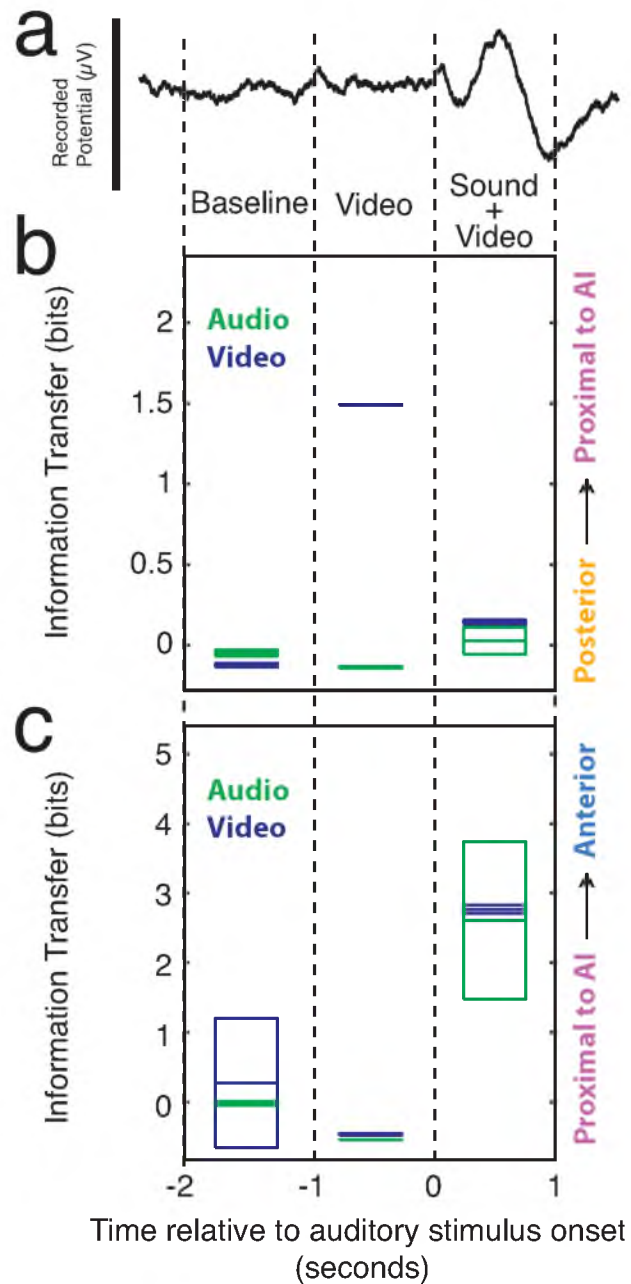 a
Recorded
Potential (µV)
Baseline
Video
Sound
+
Video
b
Information Transfer (bits)
2
1.5
1
0.5
0
Audio
Video
Posterior → Proximal to AI
c
Information Transfer (bits)
5
4
3
2
1
0
Audio
Video
Proximal to AI → Anterior
-2 -1 0 1
Time relative to auditory stimulus onset
(seconds)